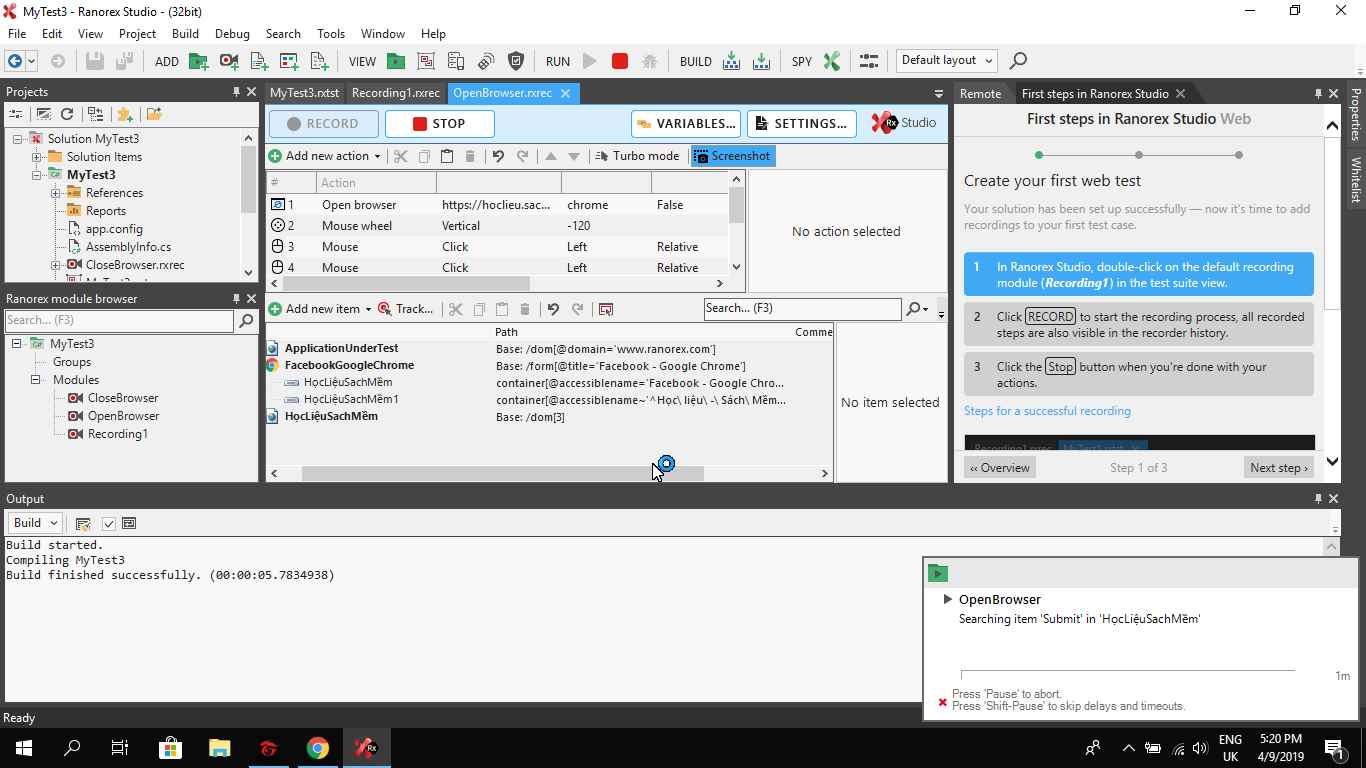 MyTest3 - Ranorex Studio - (32bit)
File Edit View Project Build Debug Search Tools Window Help
ADD VIEW RUN BUILD SPY Default layout
Projects
Solution MyTest3
Solution Items
MyTest3
References
Reports
app.config
AssemblyInfo.cs
CloseBrowser.rxrec
Ranorex module browser
Search... (F3)
MyTest3
Groups
Modules
CloseBrowser
OpenBrowser
Recording1
MyTest3.rxtst Recording1.rxrec OpenBrowser.rxrec
RECORD STOP VARIABLES... SETTINGS... Rx Studio
Add new action Turbo mode Screenshot
# Action
1 Open browser https://hoclieu.sac... chrome False
2 Mouse wheel Vertical -120
3 Mouse Click Left Relative
4 Mouse Click Left Relative
No action selected
Add new item Track... Search... (F3)
Path Comme
ApplicationUnderTest Base: /dom[@domain='www.ranorex.com']
FacebookGoogleChrome Base: /form[@title='Facebook - Google Chrome']
HọcLiệuSachMềm container[@accessiblename='Facebook - Google Chro...
HọcLiệuSachMềm1 container[@accessiblename~'^Học\ liệu\ -\ Sách\ Mềm...
HọcLiệuSachMềm Base: /dom[3]
No item selected
Remote First steps in Ranorex Studio
First steps in Ranorex Studio Web
Create your first web test
Your solution has been set up successfully — now it's time to add
recordings to your first test case.
1 In Ranorex Studio, double-click on the default recording
module (Recording1) in the test suite view.
2 Click RECORD to start the recording process, all recorded
steps are also visible in the recorder history.
3 Click the Stop button when you're done with your
actions.
Steps for a successful recording
Recording1.rxrec MyTest3.rxtst
‹‹ Overview Step 1 of 3 Next step ›
Properties
Whitelist
Output
Build
Build started.
Compiling MyTest3
Build finished successfully. (00:00:05.7834938)
OpenBrowser
Searching item 'Submit' in 'HọcLiệuSachMềm'
1m
Press 'Pause' to abort.
Press 'Shift-Pause' to skip delays and timeouts.
Ready
Rx
ENG
UK
5:20 PM
4/9/2019
1